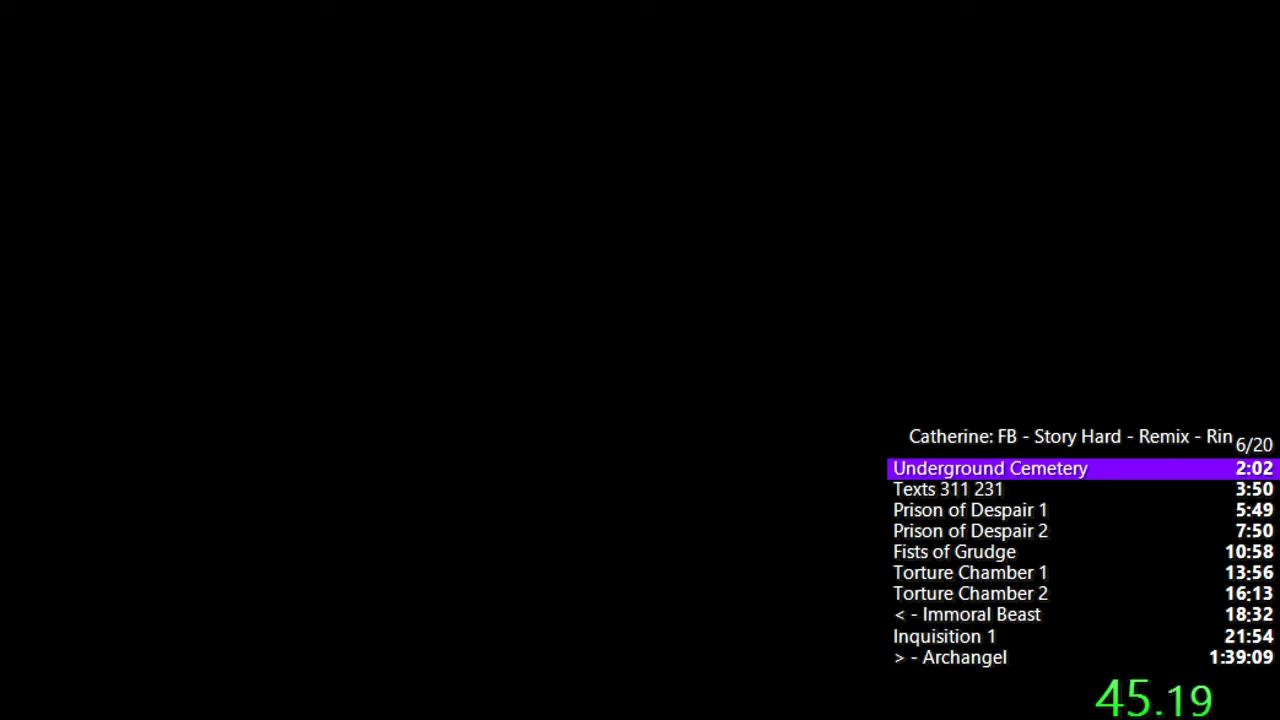 Catherine: FB - Story Hard - Remix - Rin 6/20
Underground Cemetery 2:02
Texts 311 231 3:50
Prison of Despair 1 5:49
Prison of Despair 2 7:50
Fists of Grudge 10:58
Torture Chamber 1 13:56
Torture Chamber 2 16:13
< - Immoral Beast 18:32
Inquisition 1 21:54
> - Archangel 1:39:09
45.19